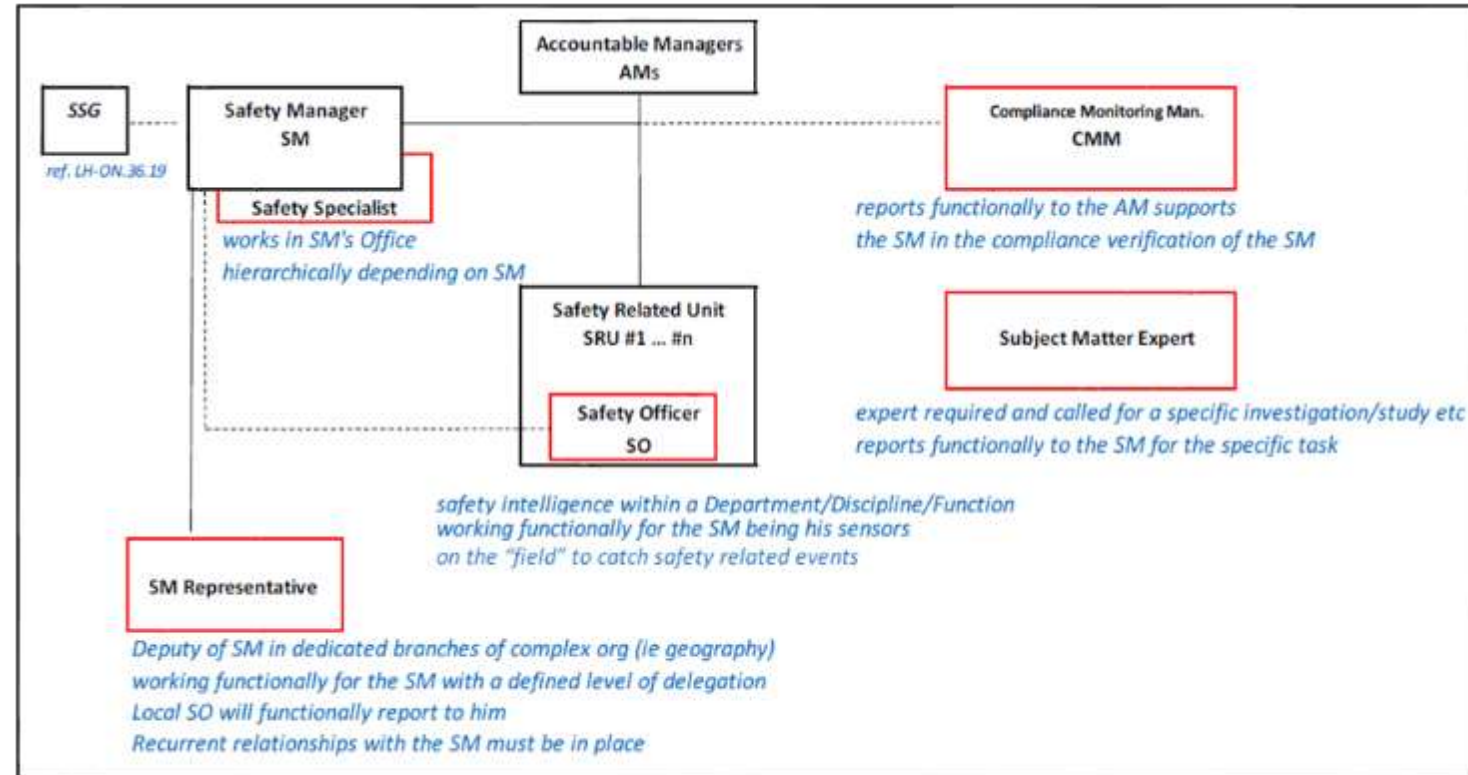 Accountable Managers
AMs
SSG
ref. LH-ON.36.19
Safety Manager
SM
Safety Specialist
works in SM's Office
hierarchically depending on SM
Compliance Monitoring Man.
CMM
reports functionally to the AM supports
the SM in the compliance verification of the SM
Safety Related Unit
SRU #1 ... #n
Safety Officer
SO
Subject Matter Expert
expert required and called for a specific investigation/study etc
reports functionally to the SM for the specific task
safety intelligence within a Department/Discipline/Function
working functionally for the SM being his sensors
on the "field" to catch safety related events
SM Representative
Deputy of SM in dedicated branches of complex org (ie geography)
working functionally for the SM with a defined level of delegation
Local SO will functionally report to him
Recurrent relationships with the SM must be in place